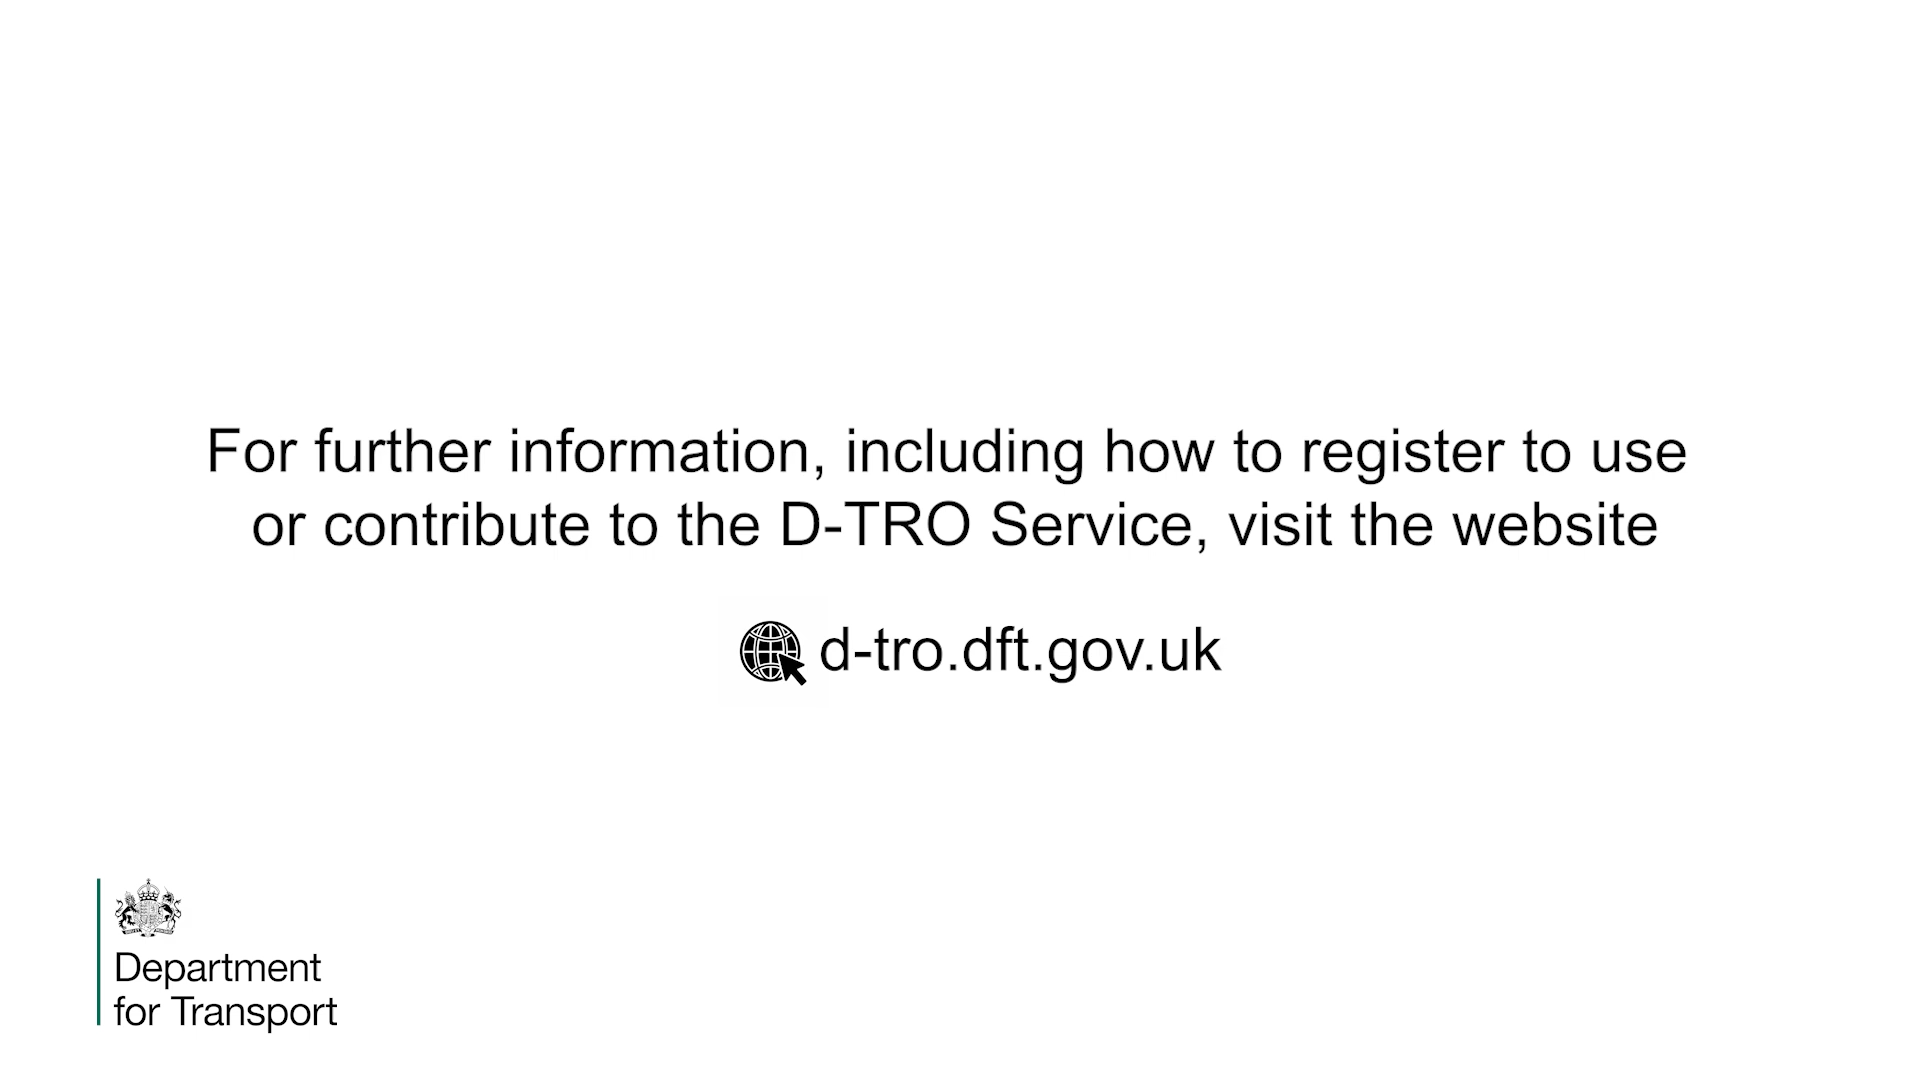 For further information, including how to register to use
or contribute to the D-TRO Service, visit the website
d-tro.dft.gov.uk
Department
for Transport